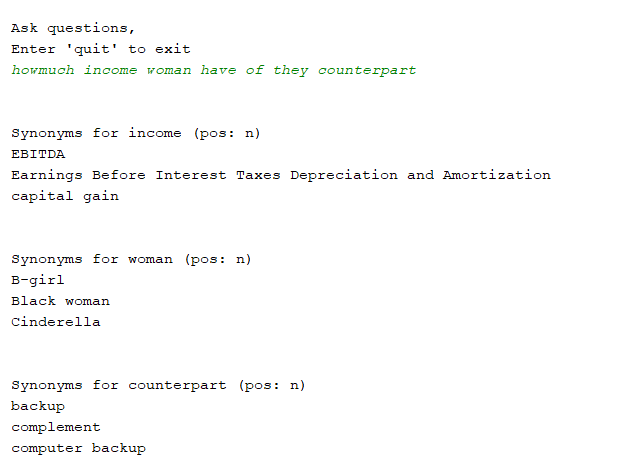 Ask questions,
Enter 'quit' to exit
howmuch income woman have of they counterpart
Synonyms for income (pos: n)
EBITDA
Earnings Before Interest Taxes Depreciation and Amortization
capital gain
Synonyms for woman (pos: n)
B-girl
Black woman
Cinderella
Synonyms for counterpart (pos: n)
backup
complement
computer backup